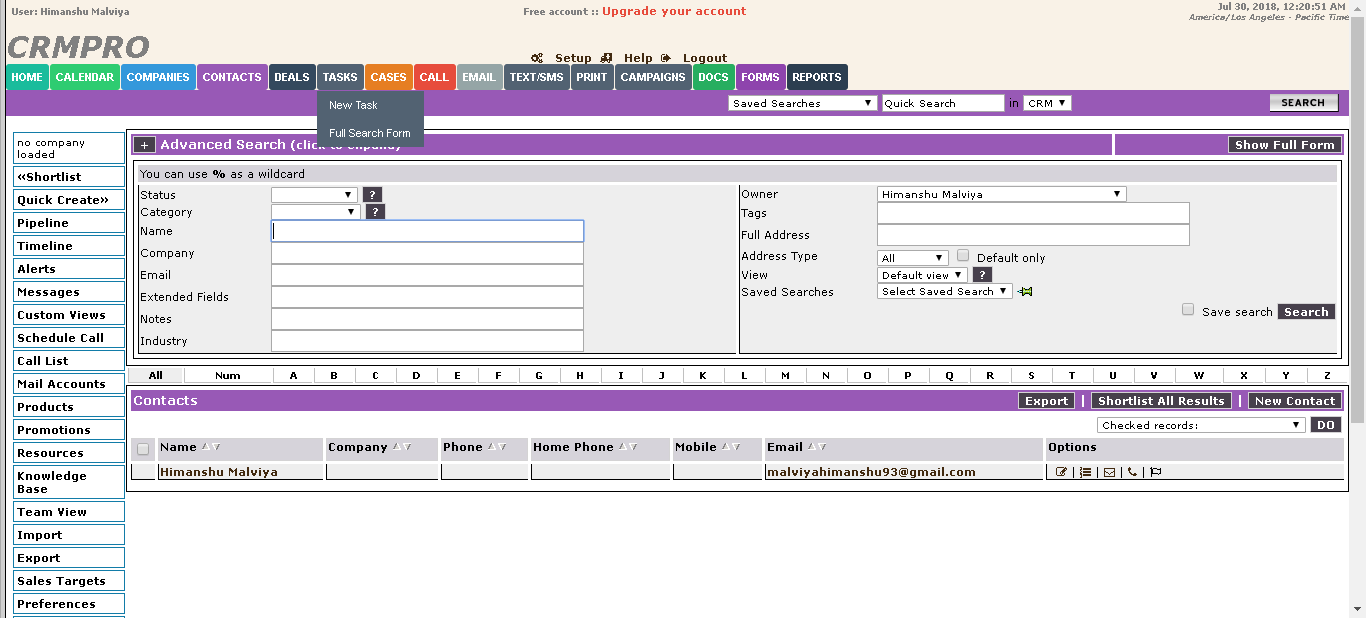 User: Himanshu Malviya
Free account :: Upgrade your account
Jul 30, 2018, 12:20:51 AM
America/Los Angeles - Pacific Time
CRMPRO
Setup Help Logout
HOME CALENDAR COMPANIES CONTACTS DEALS TASKS CASES CALL EMAIL TEXT/SMS PRINT CAMPAIGNS DOCS FORMS REPORTS
New Task
Full Search Form
Saved Searches Quick Search in CRM SEARCH
no company
loaded
«Shortlist
Quick Create»
Pipeline
Timeline
Alerts
Messages
Custom Views
Schedule Call
Call List
Mail Accounts
Products
Promotions
Resources
Knowledge
Base
Team View
Import
Export
Sales Targets
Preferences
+ Advanced Search (click to expand) Show Full Form
You can use % as a wildcard
Status ?
Category ?
Name
Company
Email
Extended Fields
Notes
Industry
Owner Himanshu Malviya
Tags
Full Address
Address Type All Default only
View Default view ?
Saved Searches Select Saved Search
Save search Search
All Num A B C D E F G H I J K L M N O P Q R S T U V W X Y Z
Contacts Export | Shortlist All Results | New Contact
Checked records: DO
Name Company Phone Home Phone Mobile Email Options
Himanshu Malviya malviyahimanshu93@gmail.com | | | |